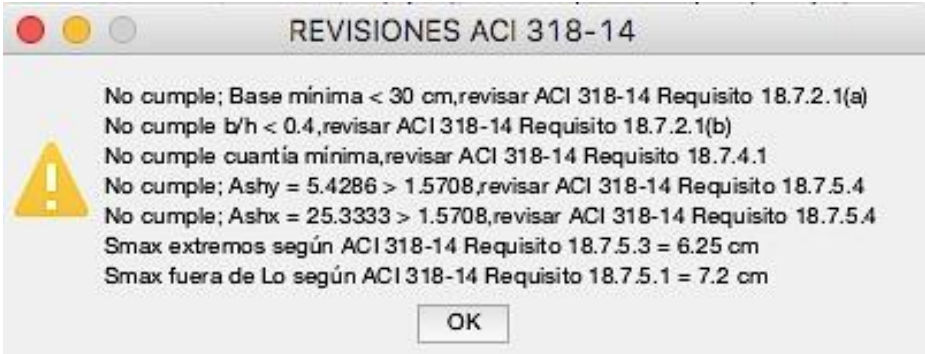 REVISIONES ACI 318-14
No cumple; Base mínima < 30 cm,revisar ACI 318-14 Requisito 18.7.2.1(a)
No cumple b/h < 0.4,revisar ACI 318-14 Requisito 18.7.2.1(b)
No cumple cuantía mínima,revisar ACI 318-14 Requisito 18.7.4.1
No cumple; Ashy = 5.4286 > 1.5708,revisar ACI 318-14 Requisito 18.7.5.4
No cumple; Ashx = 25.3333 > 1.5708,revisar ACI 318-14 Requisito 18.7.5.4
Smax extremos según ACI 318-14 Requisito 18.7.5.3 = 6.25 cm
Smax fuera de Lo según ACI 318-14 Requisito 18.7.5.1 = 7.2 cm
OK